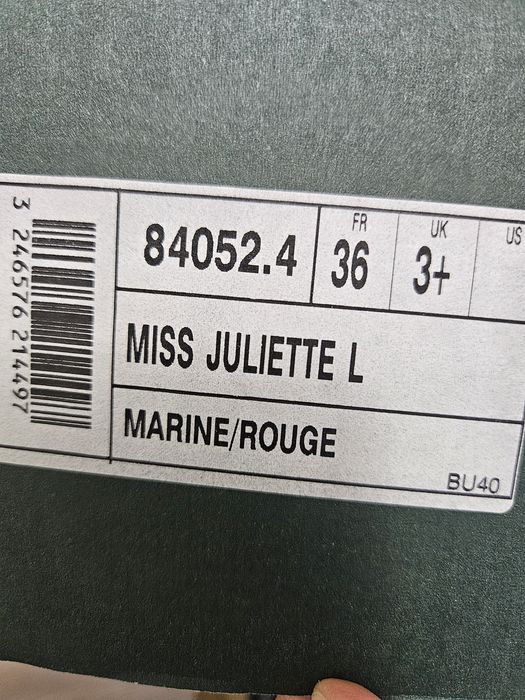 3 246576 214497
84052.4
FR
36
UK
3+
US
MISS JULIETTE L
MARINE/ROUGE
BU40